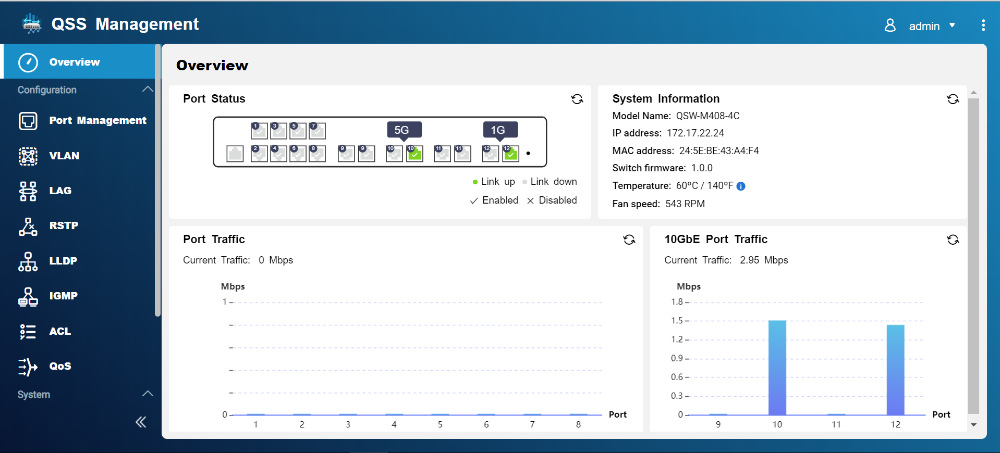 QSS Management
admin
Overview
Configuration
Port Management
VLAN
LAG
RSTP
LLDP
IGMP
ACL
QoS
System
Overview
Port Status
1 3 5 7
5G 1G
2 4 6 8 9 9 10 10 11 11 12 12
Link up Link down
Enabled Disabled
System Information
Model Name: QSW-M408-4C
IP address: 172.17.22.24
MAC address: 24:5E:BE:43:A4:F4
Switch firmware: 1.0.0
Temperature: 60ºC / 140ºF i
Fan speed: 543 RPM
Port Traffic
Current Traffic: 0 Mbps
Mbps
1
0
Port
1 2 3 4 5 6 7 8
10GbE Port Traffic
Current Traffic: 2.95 Mbps
Mbps
1.8
1.5
1.2
0.9
0.6
0.3
0
Port
9 10 11 12